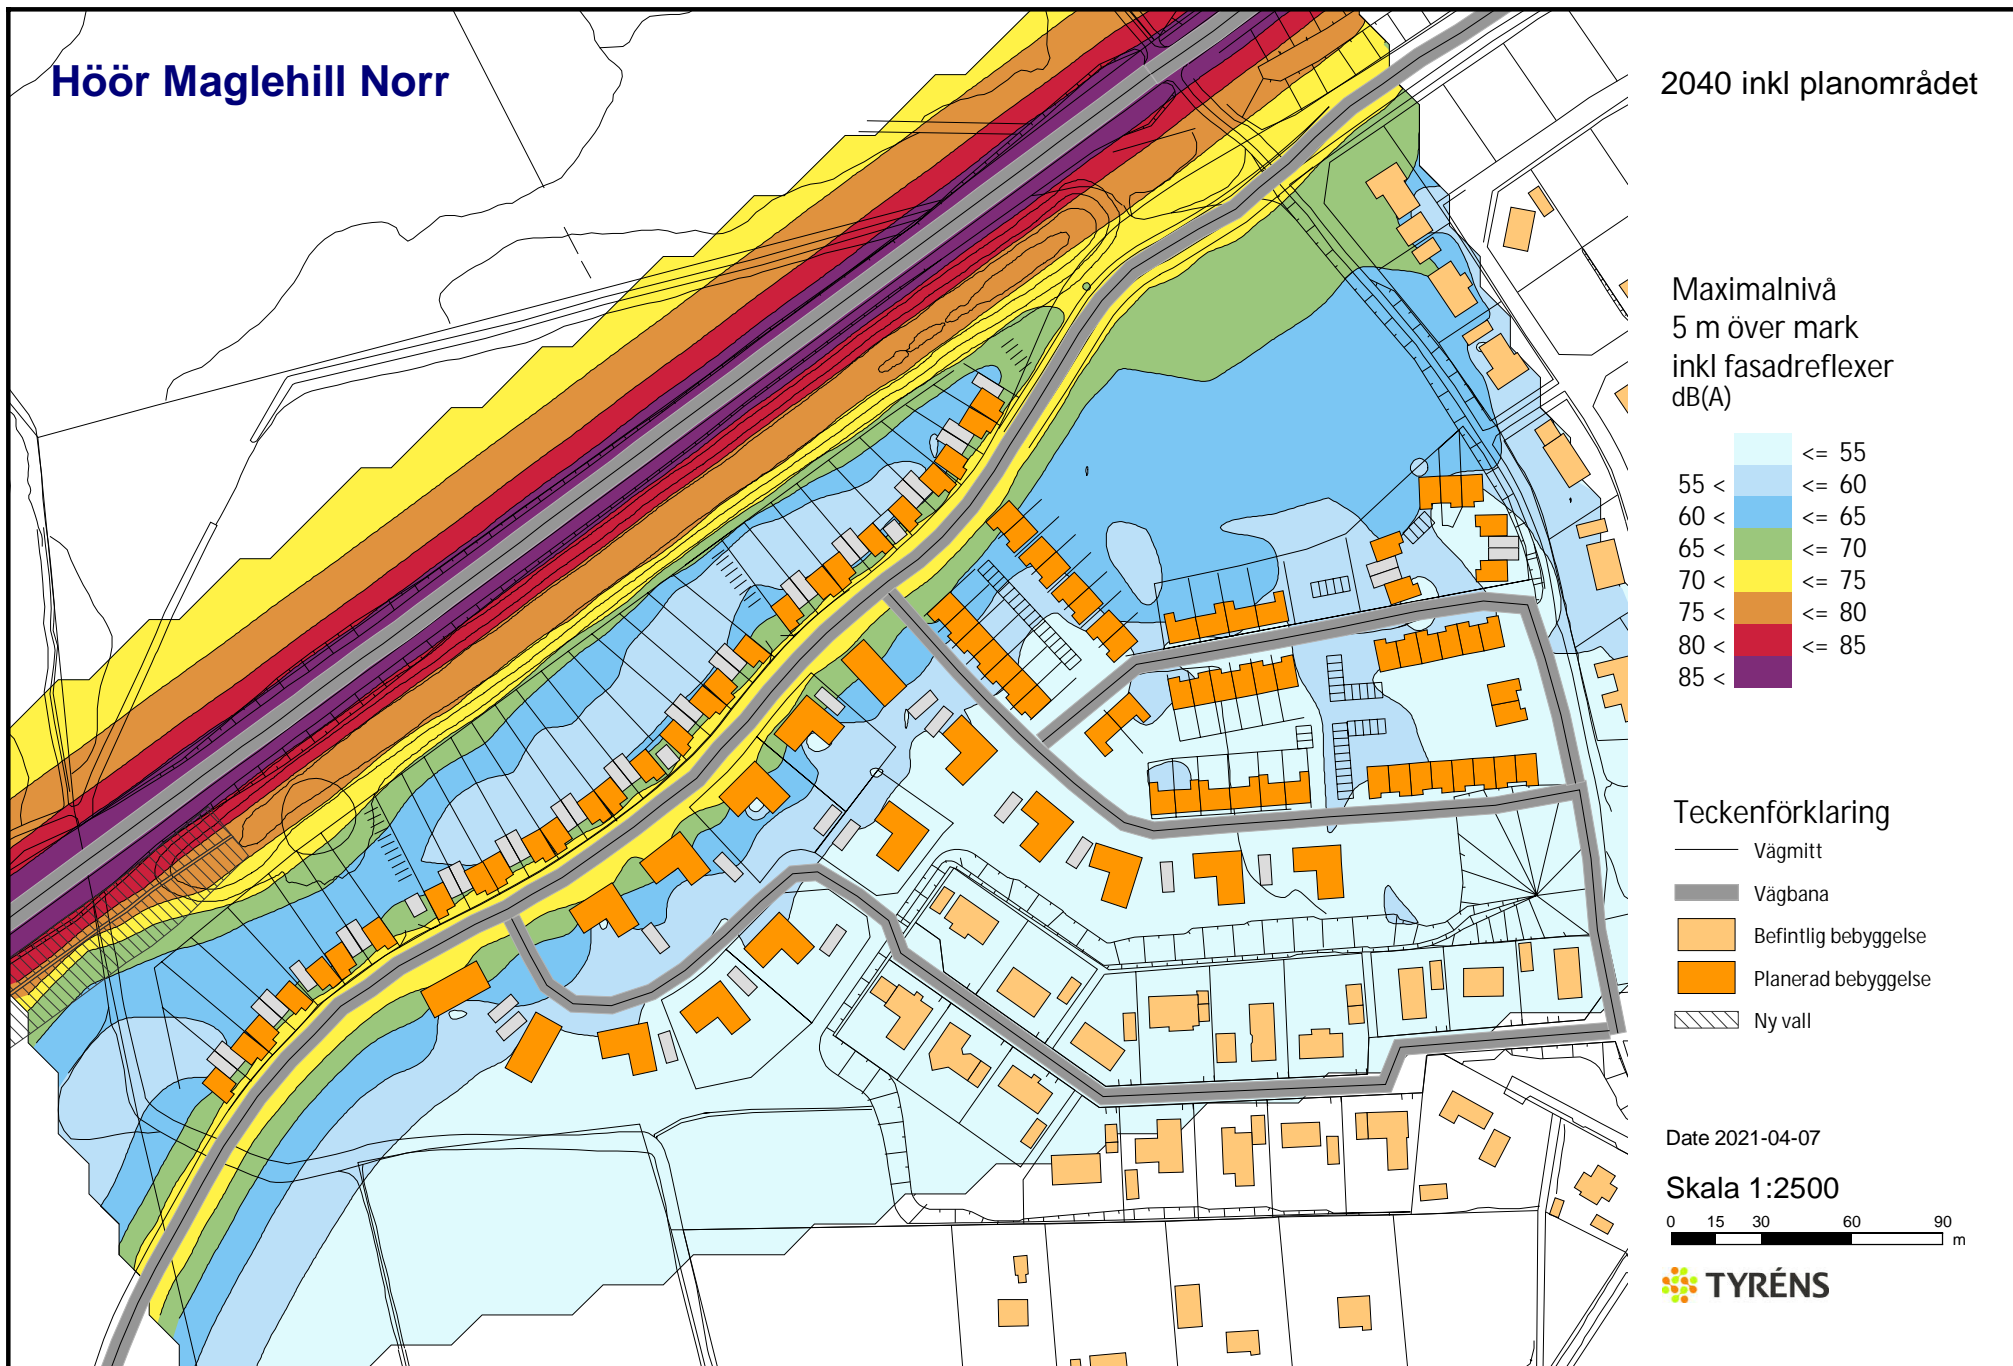 Höör Maglehill Norr
2040 inkl planområdet
Maximalnivå
5 m över mark
inkl fasadreflexer
dB(A)
<= 55
55 < <= 60
60 < <= 65
65 < <= 70
70 < <= 75
75 < <= 80
80 < <= 85
85 <
Teckenförklaring
Vägmitt
Vägbana
Befintlig bebyggelse
Planerad bebyggelse
Ny vall
Date 2021-04-07
Skala 1:2500
0 15 30 60 90
m
TYRÉNS